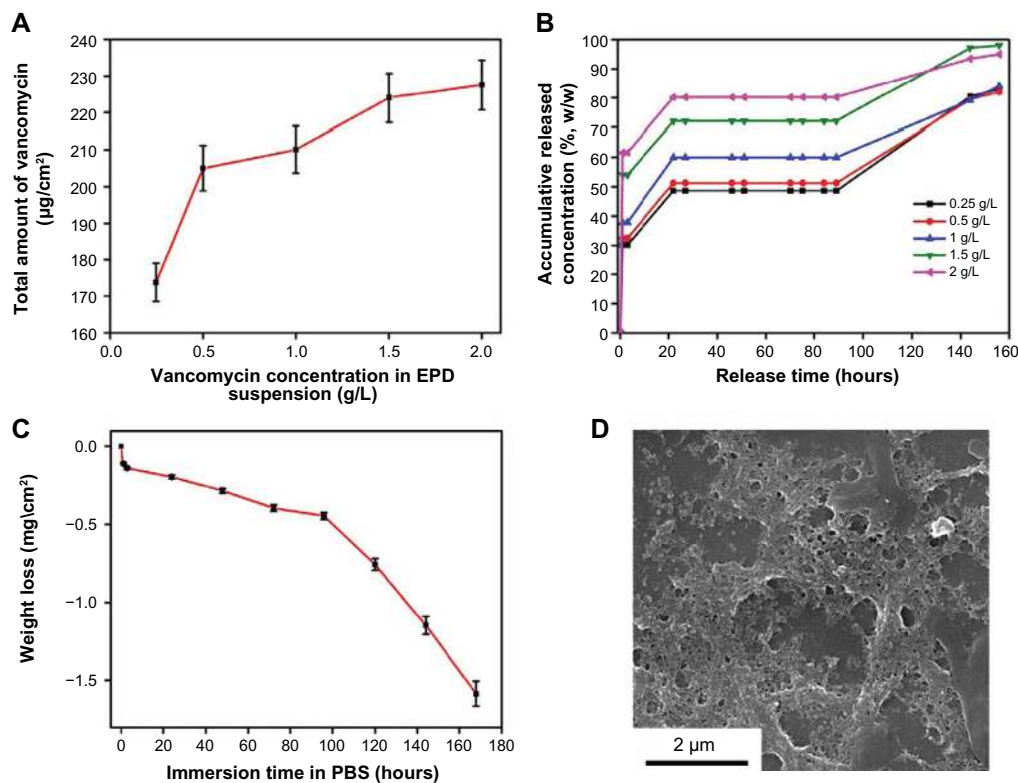 A
Total amount of vancomycin
(µg/cm²)
240
230
220
210
200
190
180
170
160
0.0 0.5 1.0 1.5 2.0
Vancomycin concentration in EPD
suspension (g/L)
B
Accumulative released
concentration (%, w/w)
100
90
80
70
60
50
40
30
20
10
0
0.25 g/L
0.5 g/L
1 g/L
1.5 g/L
2 g/L
0 20 40 60 80 100 120 140 160
Release time (hours)
C
Weight loss (mg\cm²)
0.0
−0.5
−1.0
−1.5
0 20 40 60 80 100 120 140 160 180
Immersion time in PBS (hours)
D
2 µm